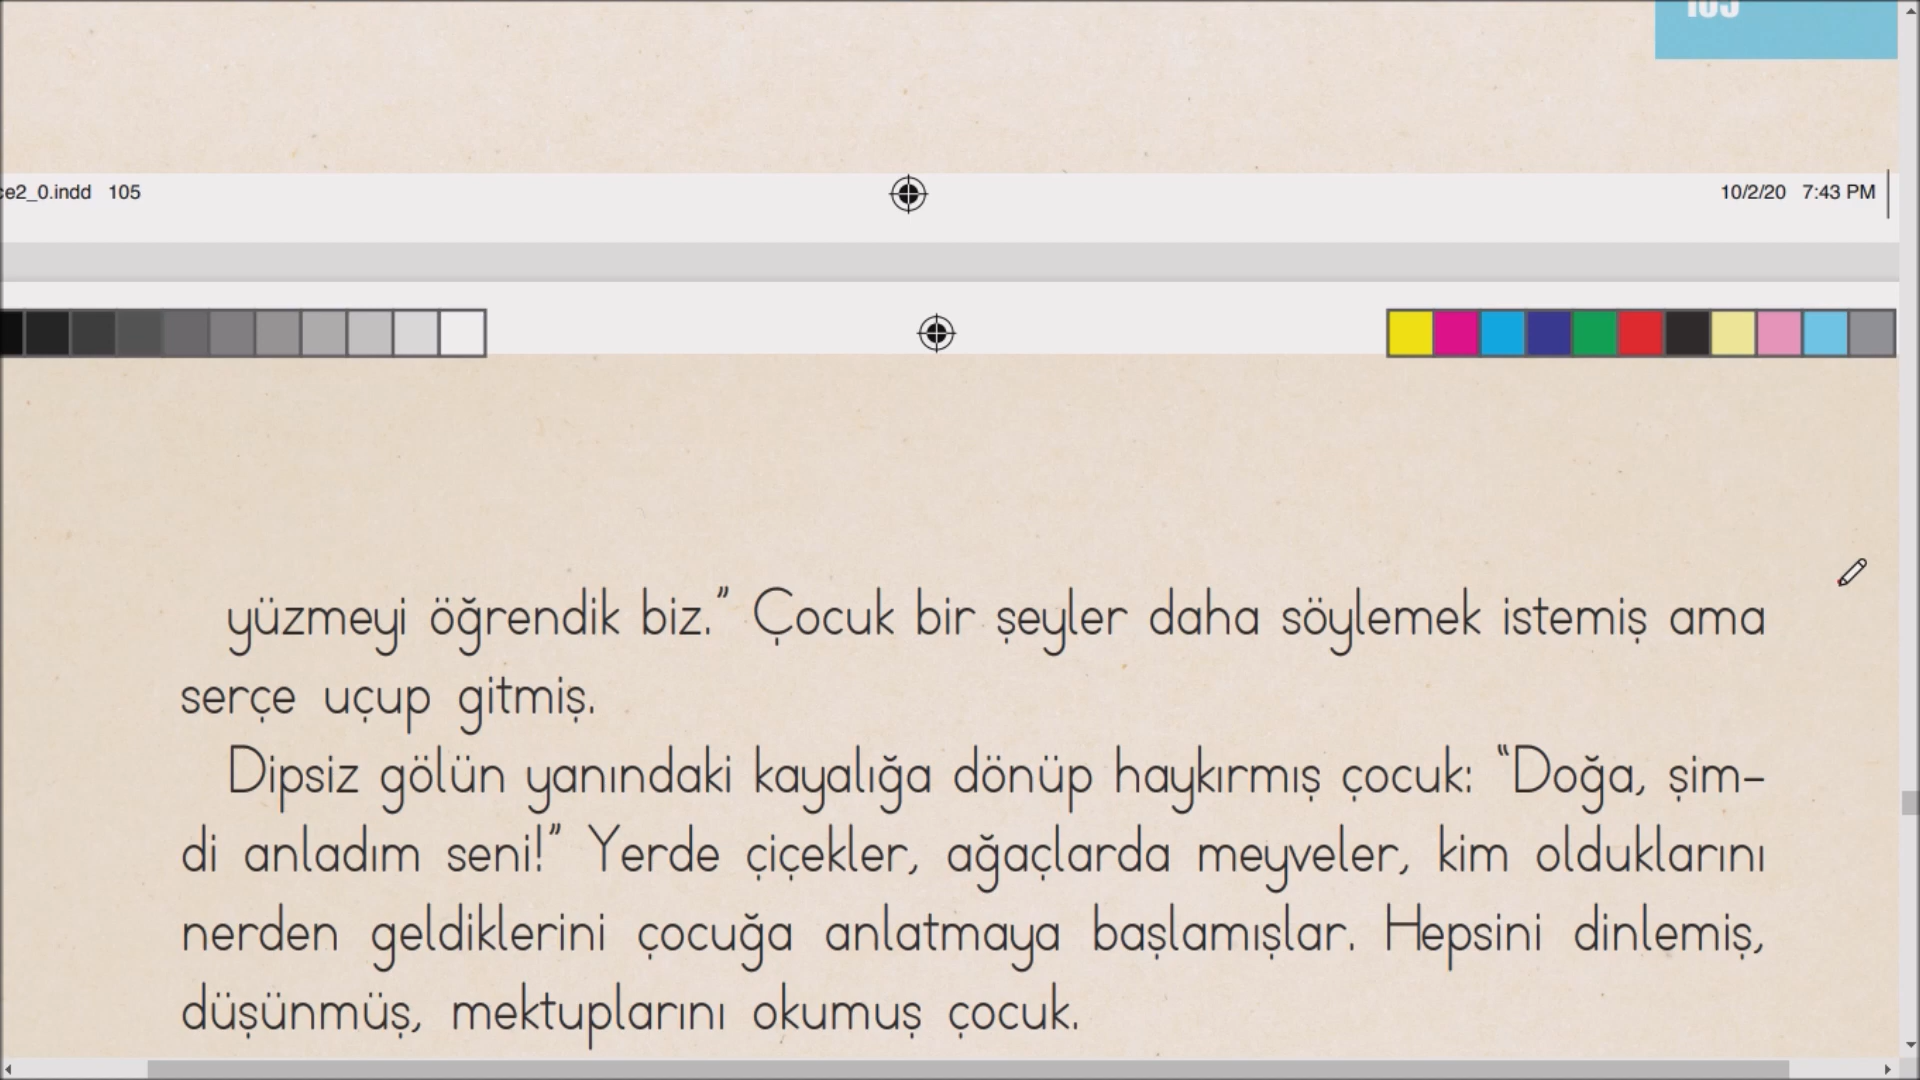 105
ce2_0.indd 105
10/2/20 7:43 PM
yüzmeyi öğrendik biz.” Çocuk bir şeyler daha söylemek istemiş ama
serçe uçup gitmiş.
Dipsiz gölün yanındaki kayalığa dönüp haykırmış çocuk: “Doğa, şim-
di anladım seni!” Yerde çiçekler, ağaçlarda meyveler, kim olduklarını
nerden geldiklerini çocuğa anlatmaya başlamışlar. Hepsini dinlemiş,
düşünmüş, mektuplarını okumuş çocuk.